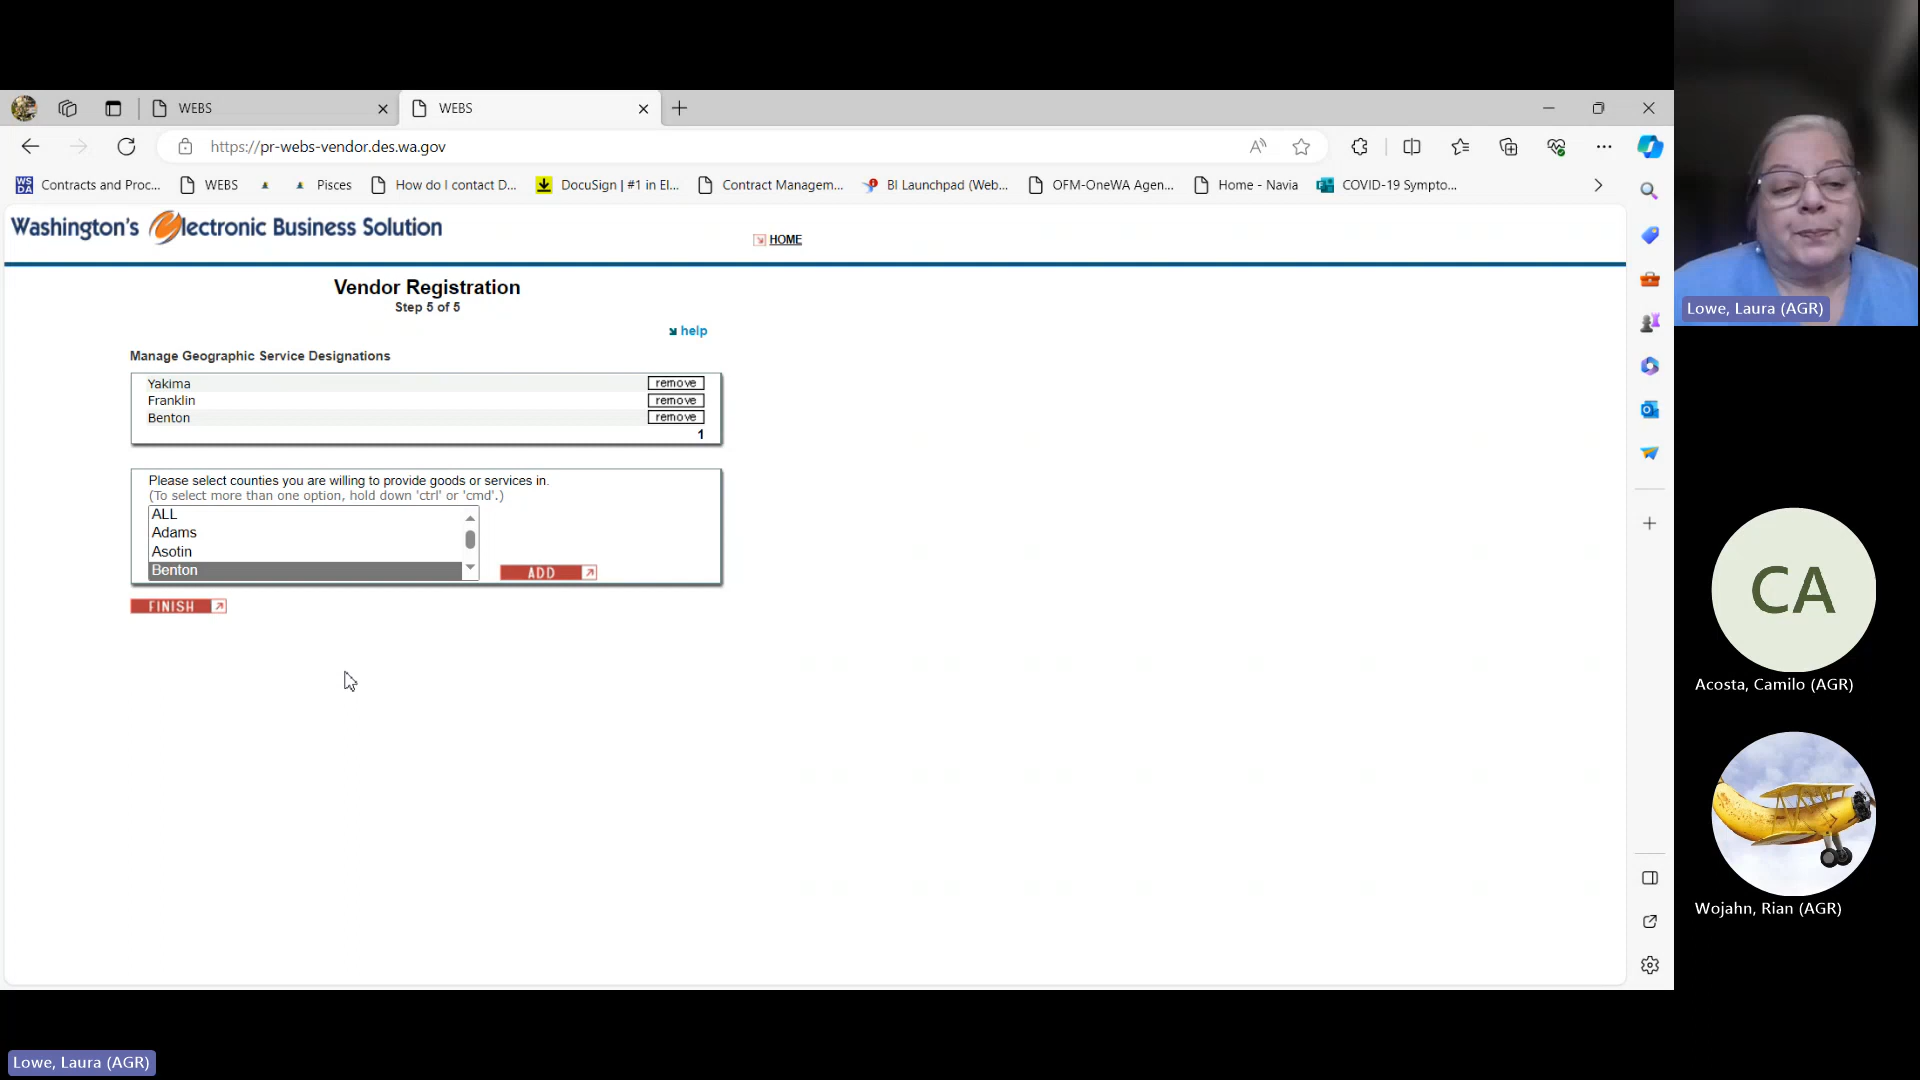 WEBS
WEBS
https://pr-webs-vendor.des.wa.gov
WS
DA
Contracts and Proc...
WEBS
Pisces
How do I contact D...
DocuSign | #1 in El...
Contract Managem...
BI Launchpad (Web...
OFM-OneWA Agen...
Home - Navia
COVID-19 Sympto...
Washington's Electronic Business Solution
HOME
Vendor Registration
Step 5 of 5
help
Manage Geographic Service Designations
Yakima remove
Franklin remove
Benton remove
1
Please select counties you are willing to provide goods or services in.
(To select more than one option, hold down 'ctrl' or 'cmd'.)
ALL
Adams
Asotin
Benton
ADD
FINISH
Lowe, Laura (AGR)
CA
Acosta, Camilo (AGR)
Wojahn, Rian (AGR)
Lowe, Laura (AGR)